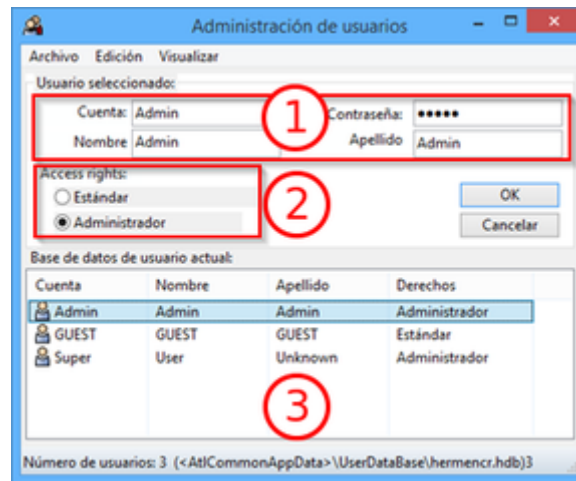 Administración de usuarios
Archivo Edición Visualizar
Usuario seleccionado:
Cuenta: Admin Contraseña: •••••
Nombre Admin Apellido Admin
1
Access rights:
Estándar
Administrador
2
OK
Cancelar
Base de datos de usuario actual:
Cuenta Nombre Apellido Derechos
Admin Admin Admin Administrador
GUEST GUEST GUEST Estándar
Super User Unknown Administrador
3
Número de usuarios: 3 (<AtlCommonAppData>\UserDataBase\hermencr.hdb)3